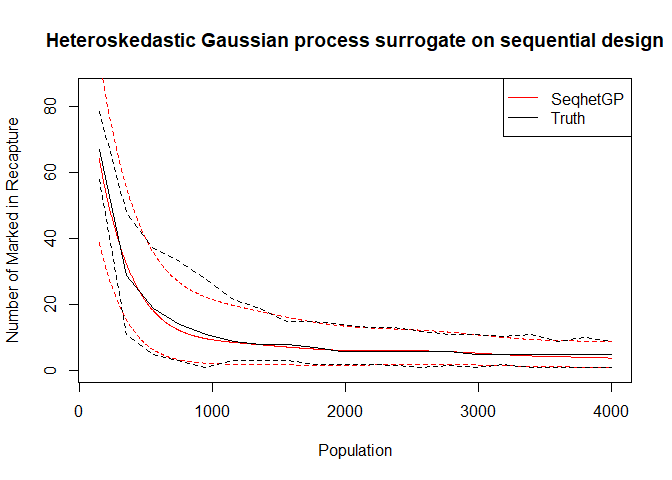 Heteroskedastic Gaussian process surrogate on sequential design
SeqhetGP
Truth
Number of Marked in Recapture
80
60
40
20
0
0 1000 2000 3000 4000
Population